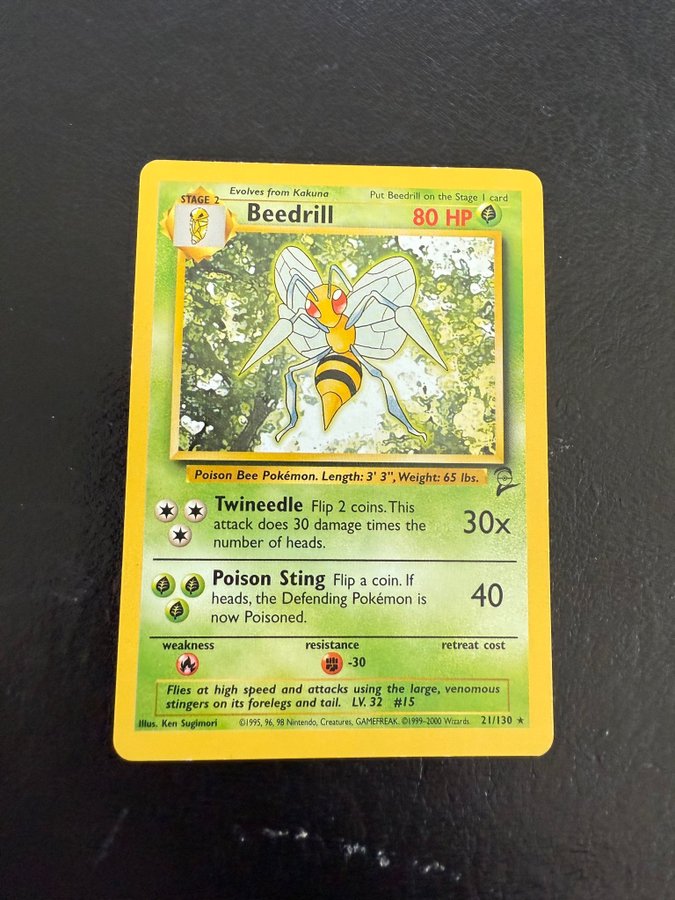 Evolves from Kakuna
Put Beedrill on the Stage 1 card
STAGE 2
Beedrill
80 HP
Poison Bee Pokémon. Length: 3' 3", Weight: 65 lbs.
Twineedle Flip 2 coins. This
attack does 30 damage times the
number of heads.
30x
Poison Sting Flip a coin. If
heads, the Defending Pokémon is
now Poisoned.
40
weakness
resistance
retreat cost
-30
Flies at high speed and attacks using the large, venomous
stingers on its forelegs and tail. LV. 32 #15
Illus. Ken Sugimori
©1995, 96, 98 Nintendo, Creatures, GAMEFREAK. ©1999-2000 Wizards.
21/130 ★